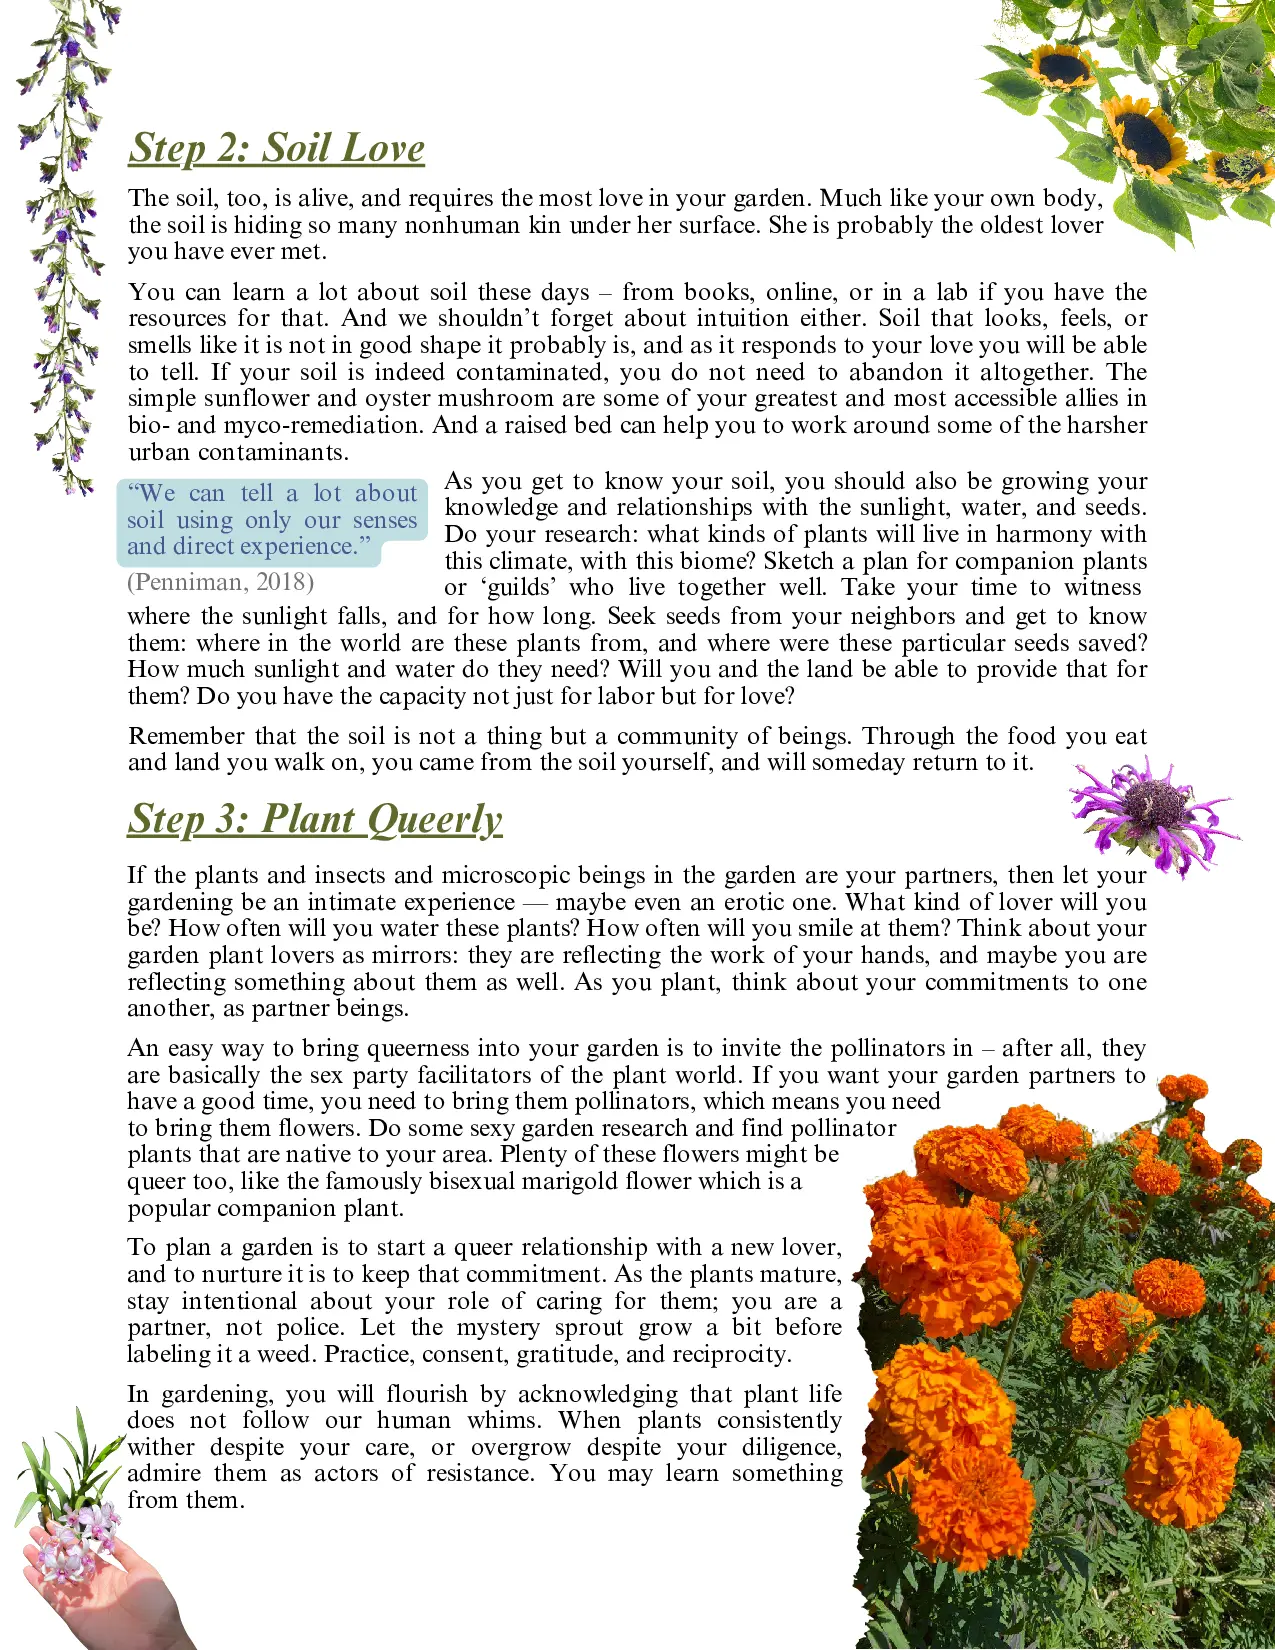 Step 2: Soil Love
The soil, too, is alive, and requires the most love in your garden. Much like your own body,
the soil is hiding so many nonhuman kin under her surface. She is probably the oldest lover
you have ever met.
You can learn a lot about soil these days – from books, online, or in a lab if you have the
resources for that. And we shouldn’t forget about intuition either. Soil that looks, feels, or
smells like it is not in good shape it probably is, and as it responds to your love you will be able
to tell. If your soil is indeed contaminated, you do not need to abandon it altogether. The
simple sunflower and oyster mushroom are some of your greatest and most accessible allies in
bio- and myco-remediation. And a raised bed can help you to work around some of the harsher
urban contaminants.
“We can tell a lot about
soil using only our senses
and direct experience.”
(Penniman, 2018)
As you get to know your soil, you should also be growing your
knowledge and relationships with the sunlight, water, and seeds.
Do your research: what kinds of plants will live in harmony with
this climate, with this biome? Sketch a plan for companion plants
or ‘guilds’ who live together well. Take your time to witness
where the sunlight falls, and for how long. Seek seeds from your neighbors and get to know
them: where in the world are these plants from, and where were these particular seeds saved?
How much sunlight and water do they need? Will you and the land be able to provide that for
them? Do you have the capacity not just for labor but for love?
Remember that the soil is not a thing but a community of beings. Through the food you eat
and land you walk on, you came from the soil yourself, and will someday return to it.
Step 3: Plant Queerly
If the plants and insects and microscopic beings in the garden are your partners, then let your
gardening be an intimate experience — maybe even an erotic one. What kind of lover will you
be? How often will you water these plants? How often will you smile at them? Think about your
garden plant lovers as mirrors: they are reflecting the work of your hands, and maybe you are
reflecting something about them as well. As you plant, think about your commitments to one
another, as partner beings.
An easy way to bring queerness into your garden is to invite the pollinators in – after all, they
are basically the sex party facilitators of the plant world. If you want your garden partners to
have a good time, you need to bring them pollinators, which means you need
to bring them flowers. Do some sexy garden research and find pollinator
plants that are native to your area. Plenty of these flowers might be
queer too, like the famously bisexual marigold flower which is a
popular companion plant.
To plan a garden is to start a queer relationship with a new lover,
and to nurture it is to keep that commitment. As the plants mature,
stay intentional about your role of caring for them; you are a
partner, not police. Let the mystery sprout grow a bit before
labeling it a weed. Practice, consent, gratitude, and reciprocity.
In gardening, you will flourish by acknowledging that plant life
does not follow our human whims. When plants consistently
wither despite your care, or overgrow despite your diligence,
admire them as actors of resistance. You may learn something
from them.